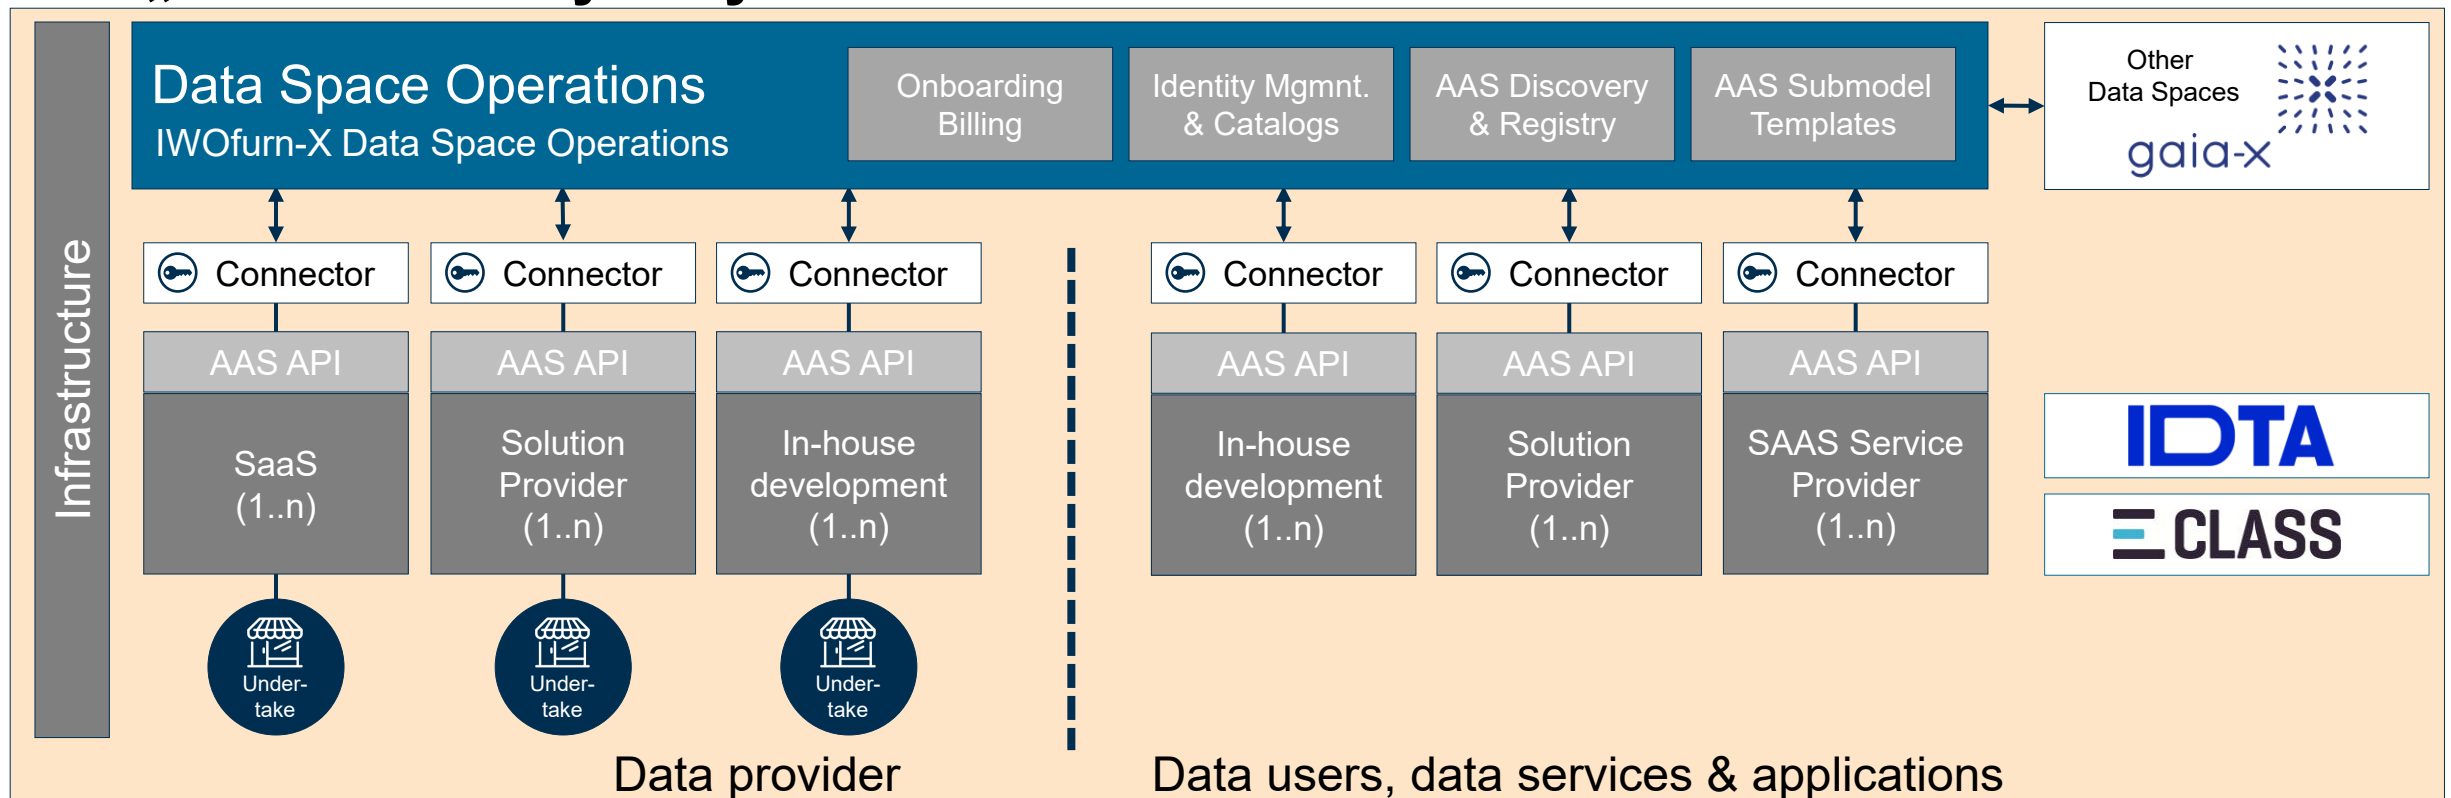 Data Space Operations
IWOfurn-X Data Space Operations
Onboarding
Billing
Identity Mgmnt.
& Catalogs
AAS Discovery
& Registry
AAS Submodel
Templates
Other
Data Spaces
gaia-x
Infrastructure
Connector
Connector
Connector
Connector
Connector
Connector
AAS API
AAS API
AAS API
AAS API
AAS API
AAS API
SaaS
(1..n)
Solution
Provider
(1..n)
In-house
development
(1..n)
In-house
development
(1..n)
Solution
Provider
(1..n)
SAAS Service
Provider
(1..n)
IDTA
ECLASS
Under-
take
Under-
take
Under-
take
Data provider
Data users, data services & applications